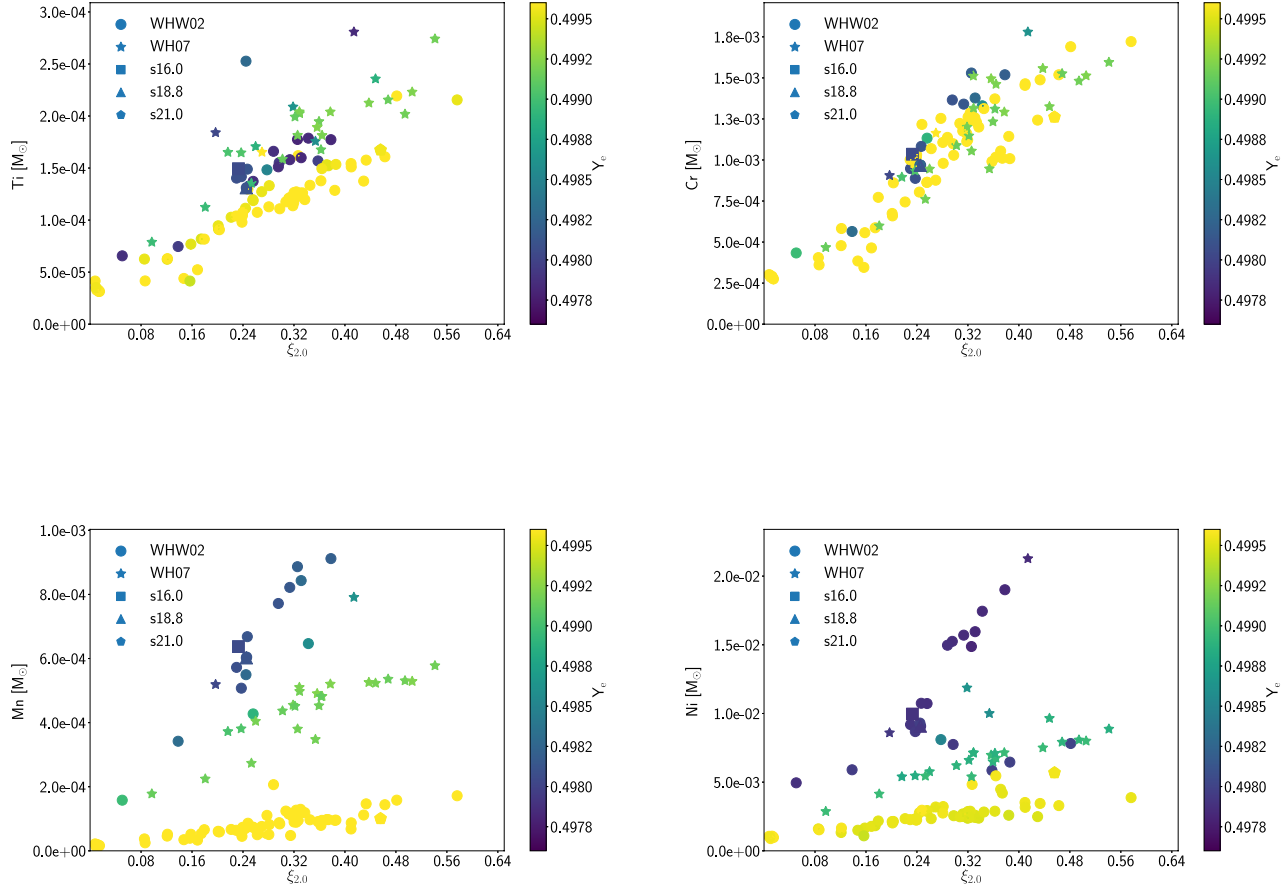 3.0e-04
2.5e-04
2.0e-04
1.5e-04
1.0e-04
5.0e-05
0.0e+00
Ti [M⊙]
WHW02
WH07
s16.0
s18.8
s21.0
0.08 0.16 0.24 0.32 0.40 0.48 0.56 0.64
ξ2.0
0.4995
0.4992
0.4990
0.4988
0.4985
0.4982
0.4980
0.4978
Y_e
1.8e-03
1.5e-03
1.3e-03
1.0e-03
7.5e-04
5.0e-04
2.5e-04
0.0e+00
Cr [M⊙]
WHW02
WH07
s16.0
s18.8
s21.0
0.08 0.16 0.24 0.32 0.40 0.48 0.56 0.64
ξ2.0
0.4995
0.4992
0.4990
0.4988
0.4985
0.4982
0.4980
0.4978
Y_e
1.0e-03
8.0e-04
6.0e-04
4.0e-04
2.0e-04
0.0e+00
Mn [M⊙]
WHW02
WH07
s16.0
s18.8
s21.0
0.08 0.16 0.24 0.32 0.40 0.48 0.56 0.64
ξ2.0
0.4995
0.4992
0.4990
0.4988
0.4985
0.4982
0.4980
0.4978
Y_e
2.0e-02
1.5e-02
1.0e-02
5.0e-03
0.0e+00
Ni [M⊙]
WHW02
WH07
s16.0
s18.8
s21.0
0.08 0.16 0.24 0.32 0.40 0.48 0.56 0.64
ξ2.0
0.4995
0.4992
0.4990
0.4988
0.4985
0.4982
0.4980
0.4978
Y_e